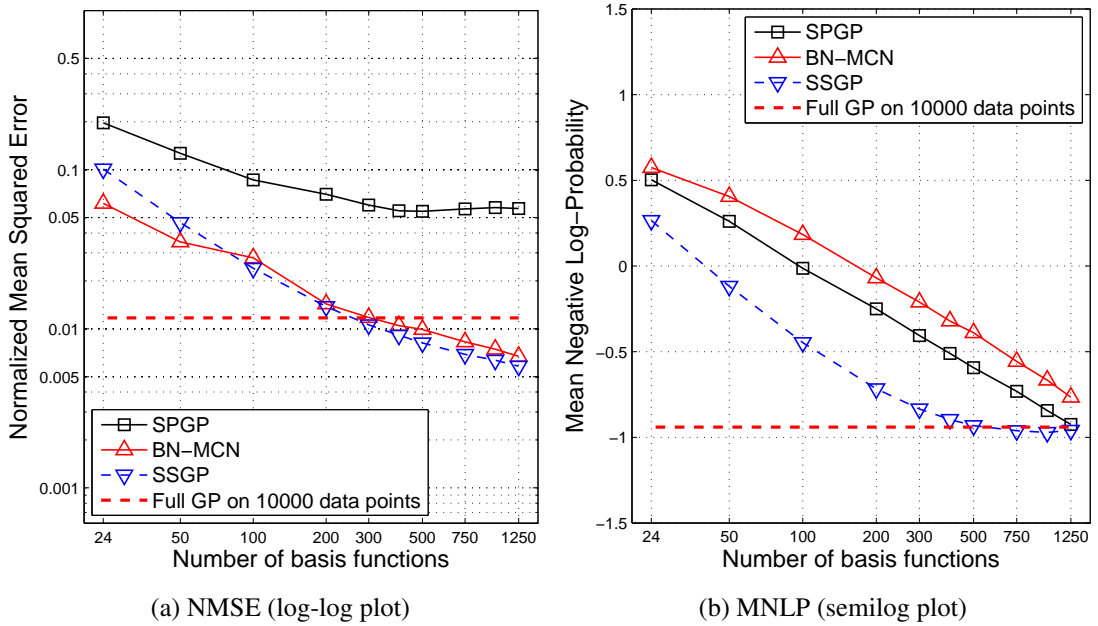 Normalized Mean Squared Error
0.5
0.1
0.05
0.01
0.005
0.001
SPGP
BN−MCN
SSGP
Full GP on 10000 data points
24 50 100 200 300 500 750 1250
Number of basis functions
(a) NMSE (log-log plot)
Mean Negative Log−Probability
1.5
1
0.5
0
−0.5
−1
−1.5
SPGP
BN−MCN
SSGP
Full GP on 10000 data points
24 50 100 200 300 500 750 1250
Number of basis functions
(b) MNLP (semilog plot)